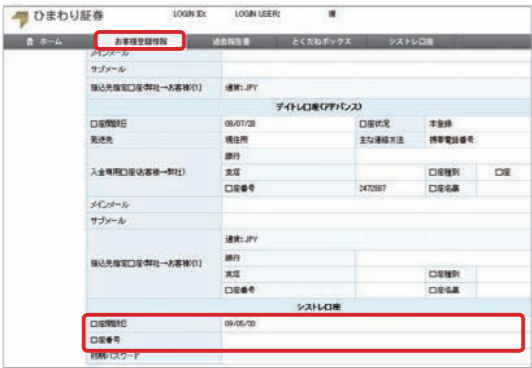 ひまわり証券 LOGIN ID: LOGIN USER: 様
ホーム お客様登録情報 過去報告書 とくだねボックス シストレ口座
メインメール
サブメール
振込先指定口座(弊社→お客様)[1] 通貨: JPY
デイトレ口座(アドバンス)
口座開設日 08/07/28 口座状況 本登録
発送先 現住所 主な連絡方法 携帯電話番号
銀行
入金専用口座(お客様→弊社) 支店 口座種別 口座
口座番号 2472887 口座名義
メインメール
サブメール
通貨: JPY
振込先指定口座(弊社→お客様)[1] 銀行
支店 口座種別
口座番号 口座名義
シストレ口座
口座開設日
口座番号
初期パスワード